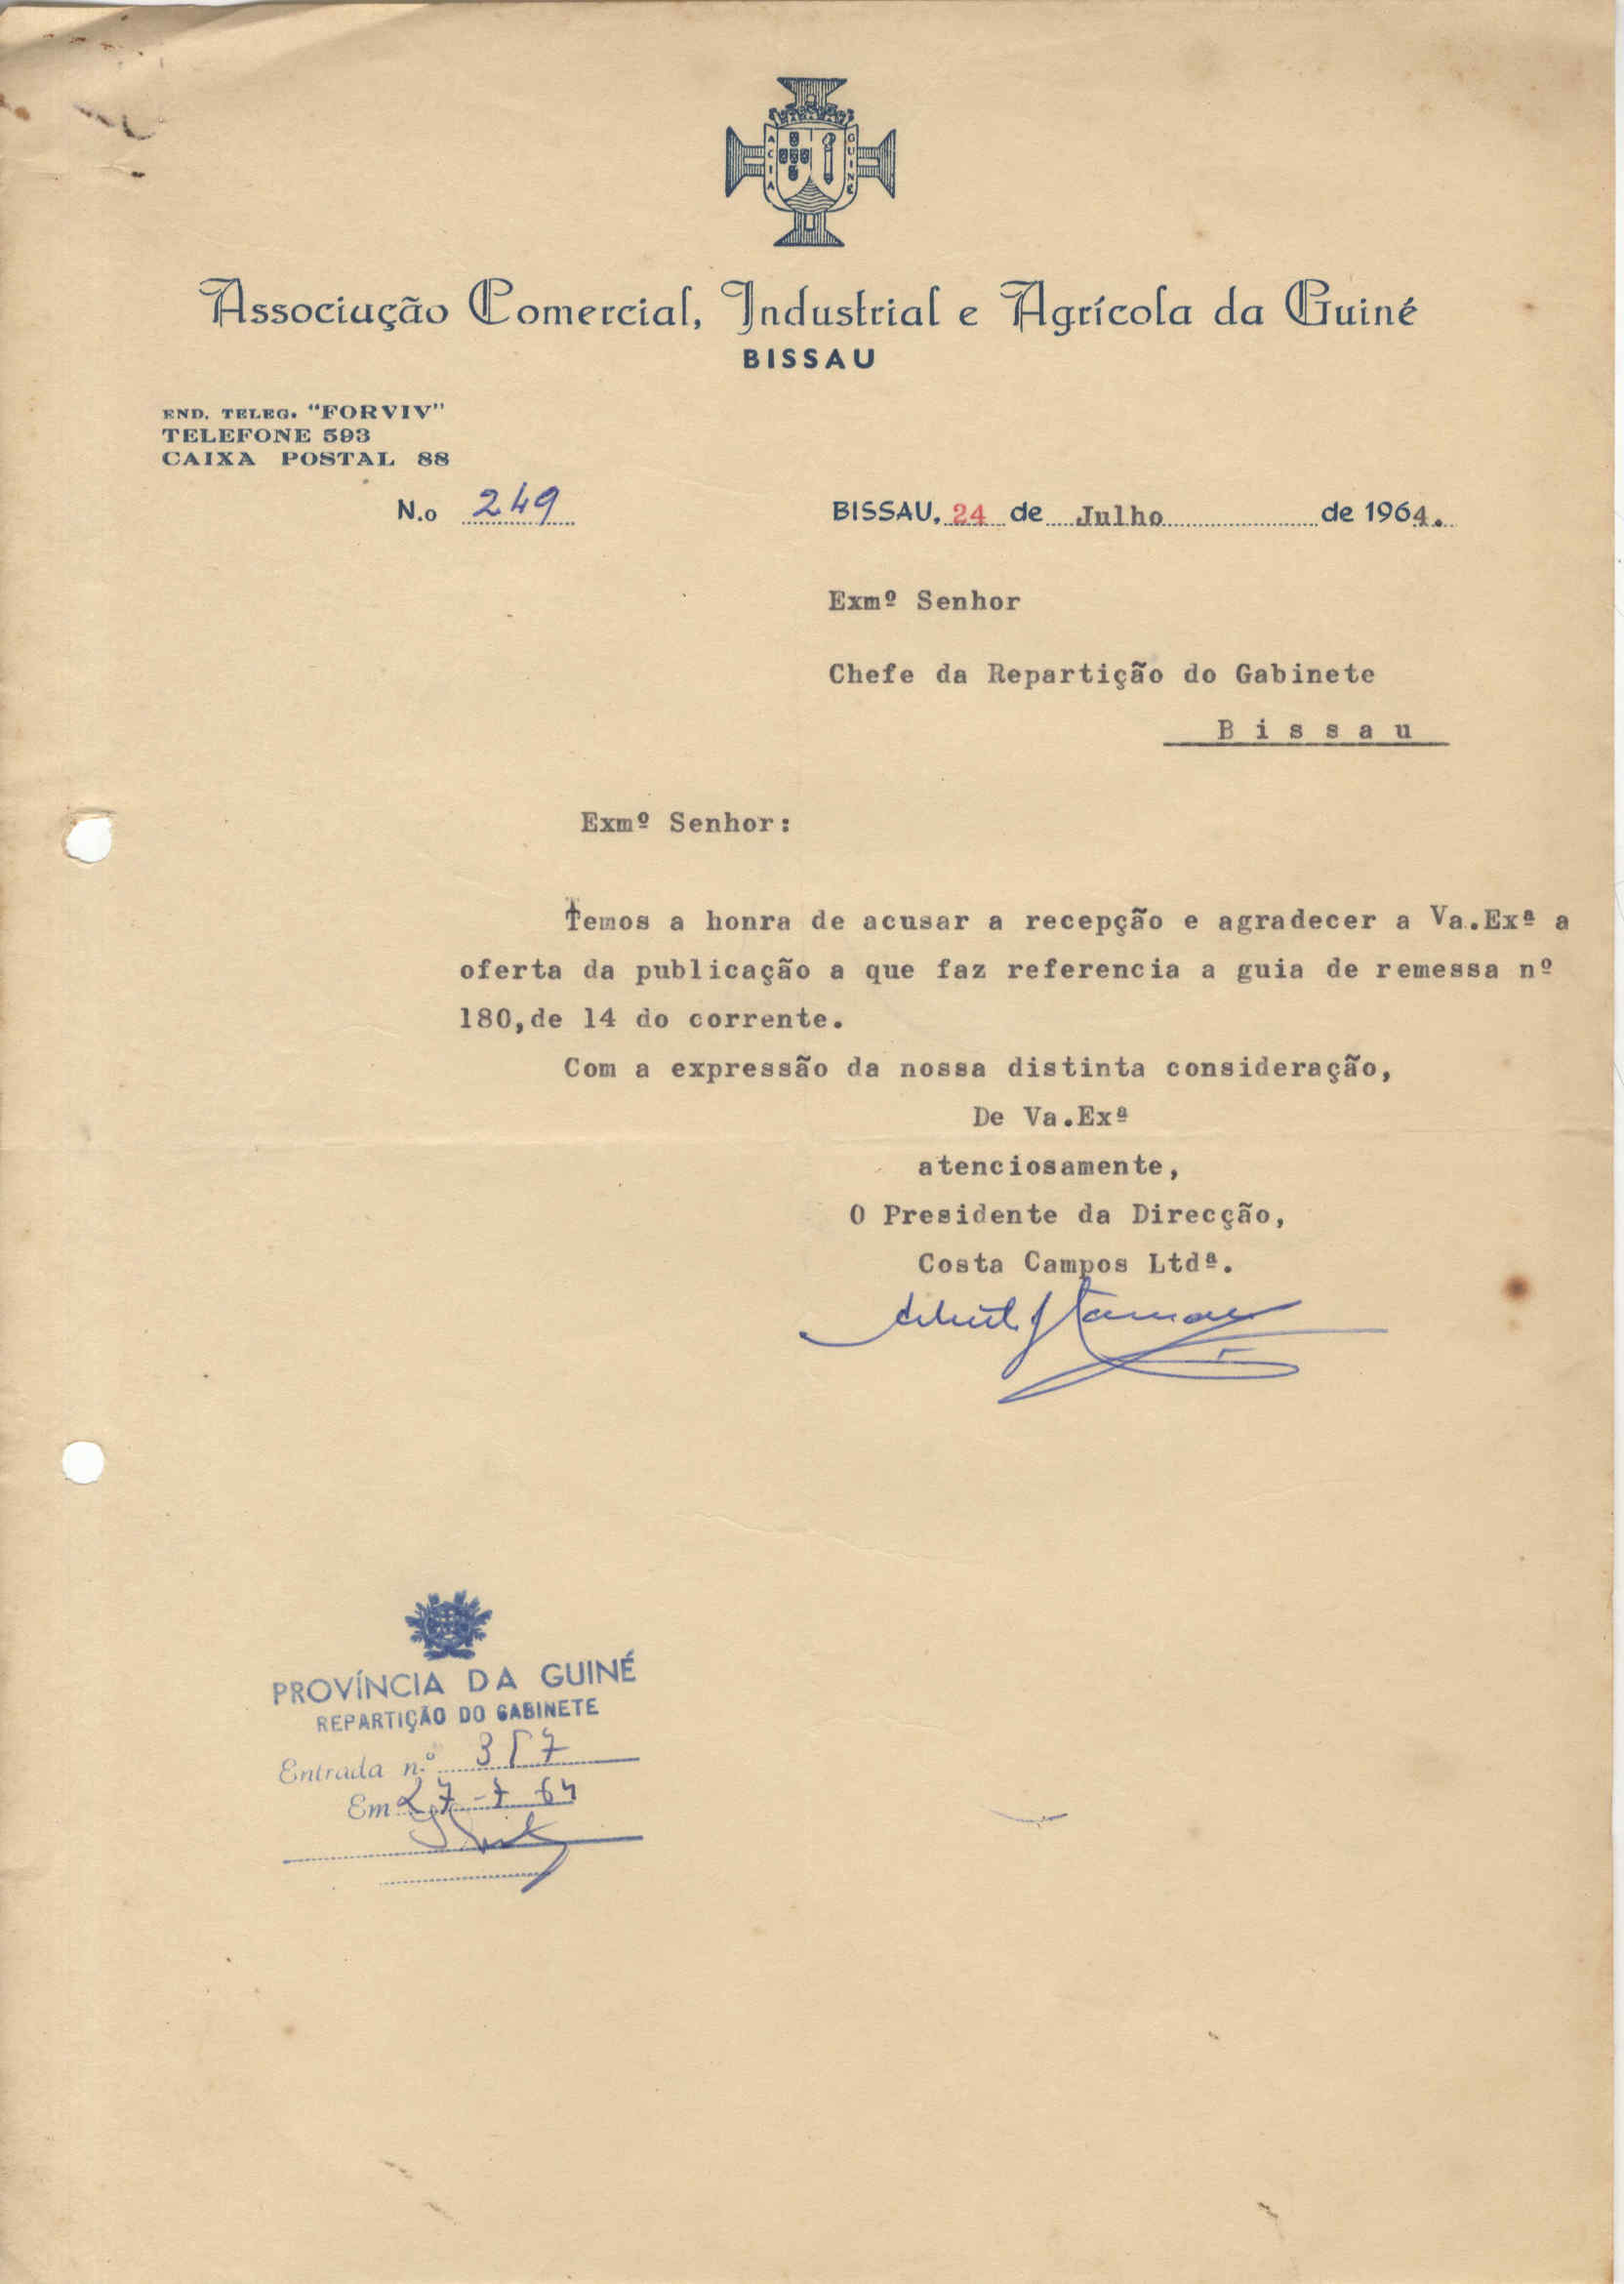 ACIA GUINE
Associação Comercial, Industrial e Agrícola da Guiné
BISSAU
END. TELEG. "FORVIV"
TELEFONE 593
CAIXA POSTAL 88
N.o 249
BISSAU, 24 de Julho de 1964.
Exmº Senhor
Chefe da Repartição do Gabinete
B i s s a u
Exmº Senhor:
Temos a honra de acusar a recepção e agradecer a Va.Exª a
oferta da publicação a que faz referencia a guia de remessa nº
180,de 14 do corrente.
Com a expressão da nossa distinta consideração,
De Va.Exª
atenciosamente,
O Presidente da Direcção,
Costa Campos Ltdª.
PROVÍNCIA DA GUINÉ
REPARTIÇÃO DO GABINETE
Entrada n.º 357
Em 27-7-64